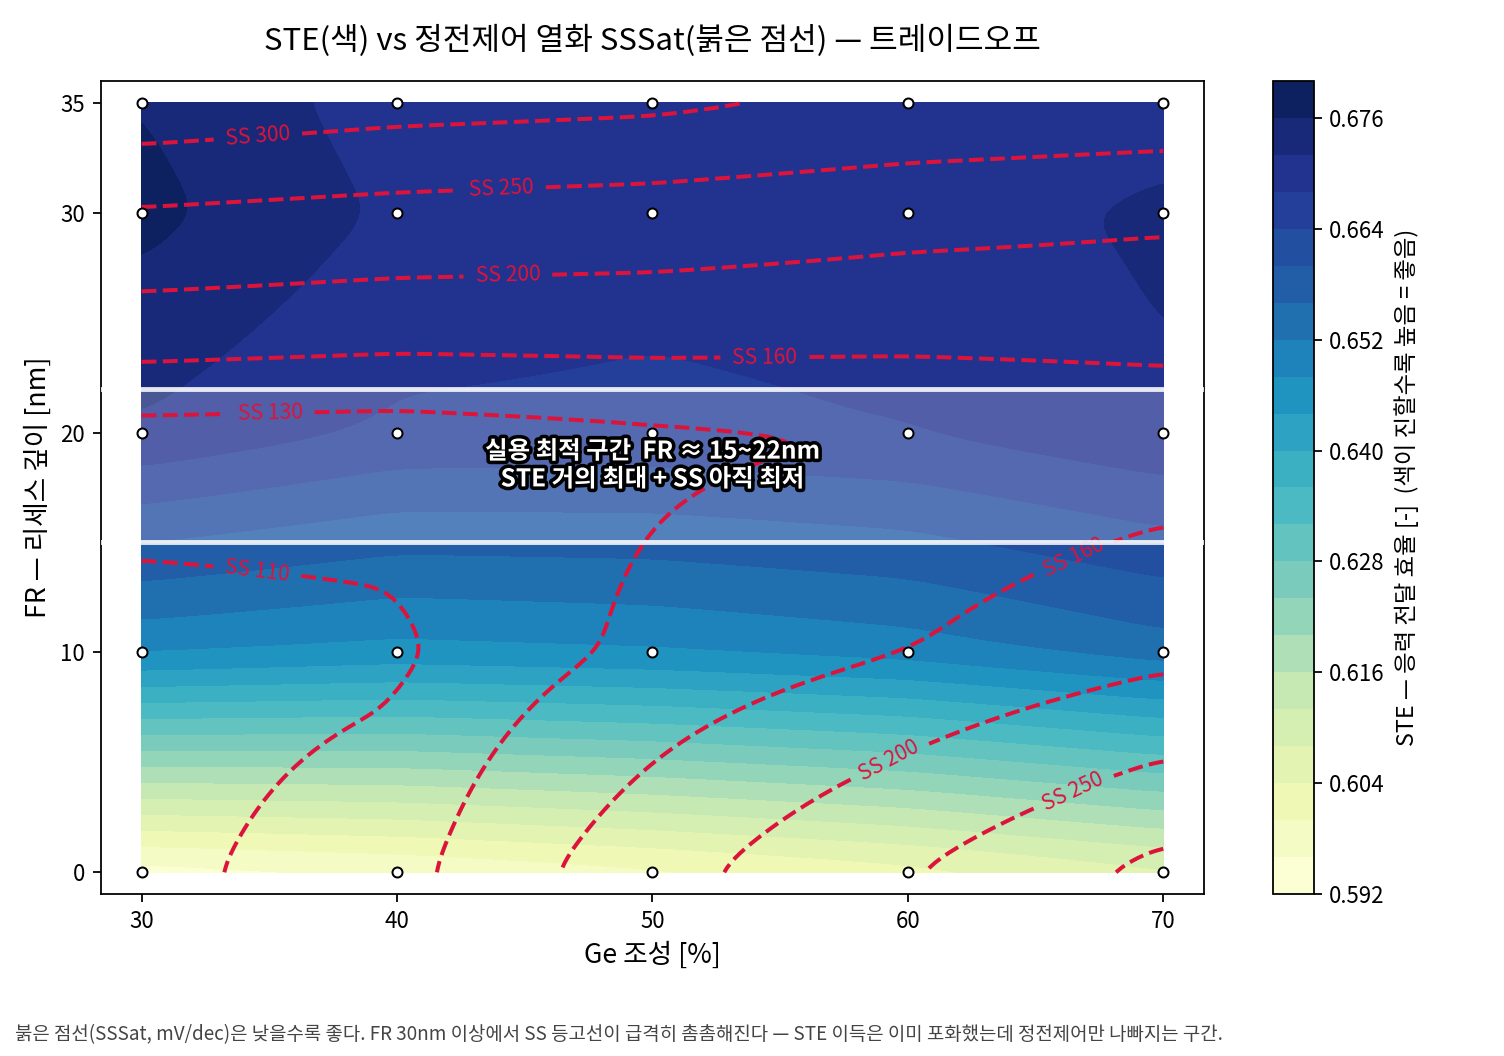 STE(색) vs 정전제어 열화 SSSat(붉은 점선) — 트레이드오프
35
30
20
10
0
FR — 리세스 깊이 [nm]
SS 300
SS 250
SS 200
SS 160
SS 130
실용 최적 구간 FR ≈ 15~22nm
STE 거의 최대 + SS 아직 최저
SS 110
SS 160
SS 200
SS 250
30
40
50
60
70
Ge 조성 [%]
0.676
0.664
0.652
0.640
0.628
0.616
0.604
0.592
STE — 응력 전달 효율 [-] (색이 진할수록 높음 = 좋음)
붉은 점선(SSSat, mV/dec)은 낮을수록 좋다. FR 30nm 이상에서 SS 등고선이 급격히 촘촘해진다 — STE 이득은 이미 포화했는데 정전제어만 나빠지는 구간.